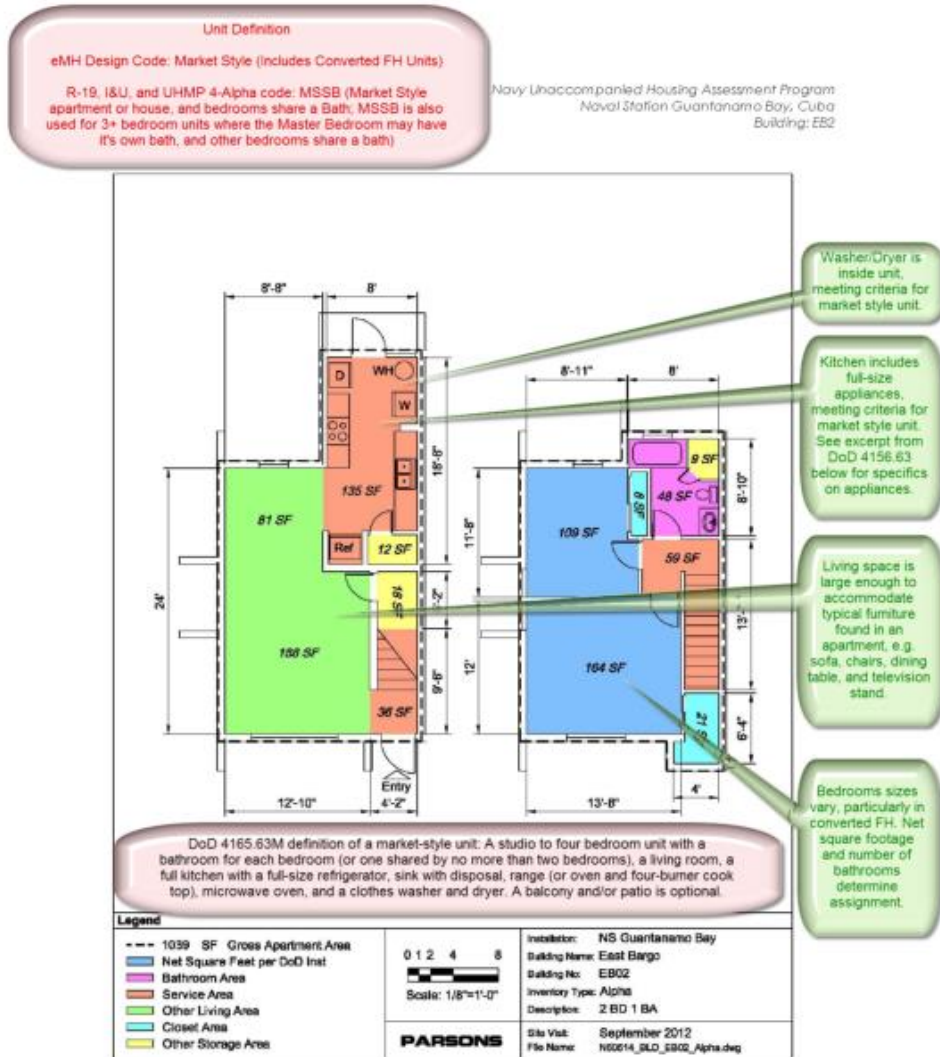 Unit Definition
eMH Design Code: Market Style (Includes Converted FH Units)
R-19, I&U, and UHMP 4-Alpha code: MSSB (Market Style
apartment or house, and bedrooms share a Bath; MSSB is also
used for 3+ bedroom units where the Master Bedroom may have
it's own bath, and other bedrooms share a bath)
Navy Unaccompanied Housing Assessment Program
Naval Station Guantanamo Bay, Cuba
Building: EB2
Washer/Dryer is
inside unit,
meeting criteria for
market style unit.
Kitchen includes
full-size
appliances,
meeting criteria for
market style unit.
See excerpt from
DoD 4156.63
below for specifics
on appliances.
Living space is
large enough to
accommodate
typical furniture
found in an
apartment, e.g.
sofa, chairs, dining
table, and television
stand.
Bedrooms sizes
vary, particularly in
converted FH. Net
square footage
and number of
bathrooms
determine
assignment.
8'-8"
8'
D
WH
W
135 SF
81 SF
Ref
12 SF
18 SF
188 SF
36 SF
24'
18'-8"
9'-8"
Entry
12'-10"
4'-2"
8'-11"
8'
9 SF
48 SF
109 SF
59 SF
164 SF
11'-8"
12'
8'-10"
6'-4"
4'
13'-8"
DoD 4165.63M definition of a market-style unit: A studio to four bedroom unit with a
bathroom for each bedroom (or one shared by no more than two bedrooms), a living room, a
full kitchen with a full-size refrigerator, sink with disposal, range (or oven and four-burner cook
top), microwave oven, and a clothes washer and dryer. A balcony and/or patio is optional.
Legend
1039 SF Gross Apartment Area
Net Square Feet per DoD Inst
Bathroom Area
Service Area
Other Living Area
Closet Area
Other Storage Area
0 1 2 4 8
Scale: 1/8"=1'-0"
PARSONS
Installation: NS Guantanamo Bay
Building Name: East Bargo
Building No: EB02
Inventory Type: Alpha
Description: 2 BD 1 BA
Site Visit: September 2012
File Name: N60514_BLD_EB02_Alpha.dwg